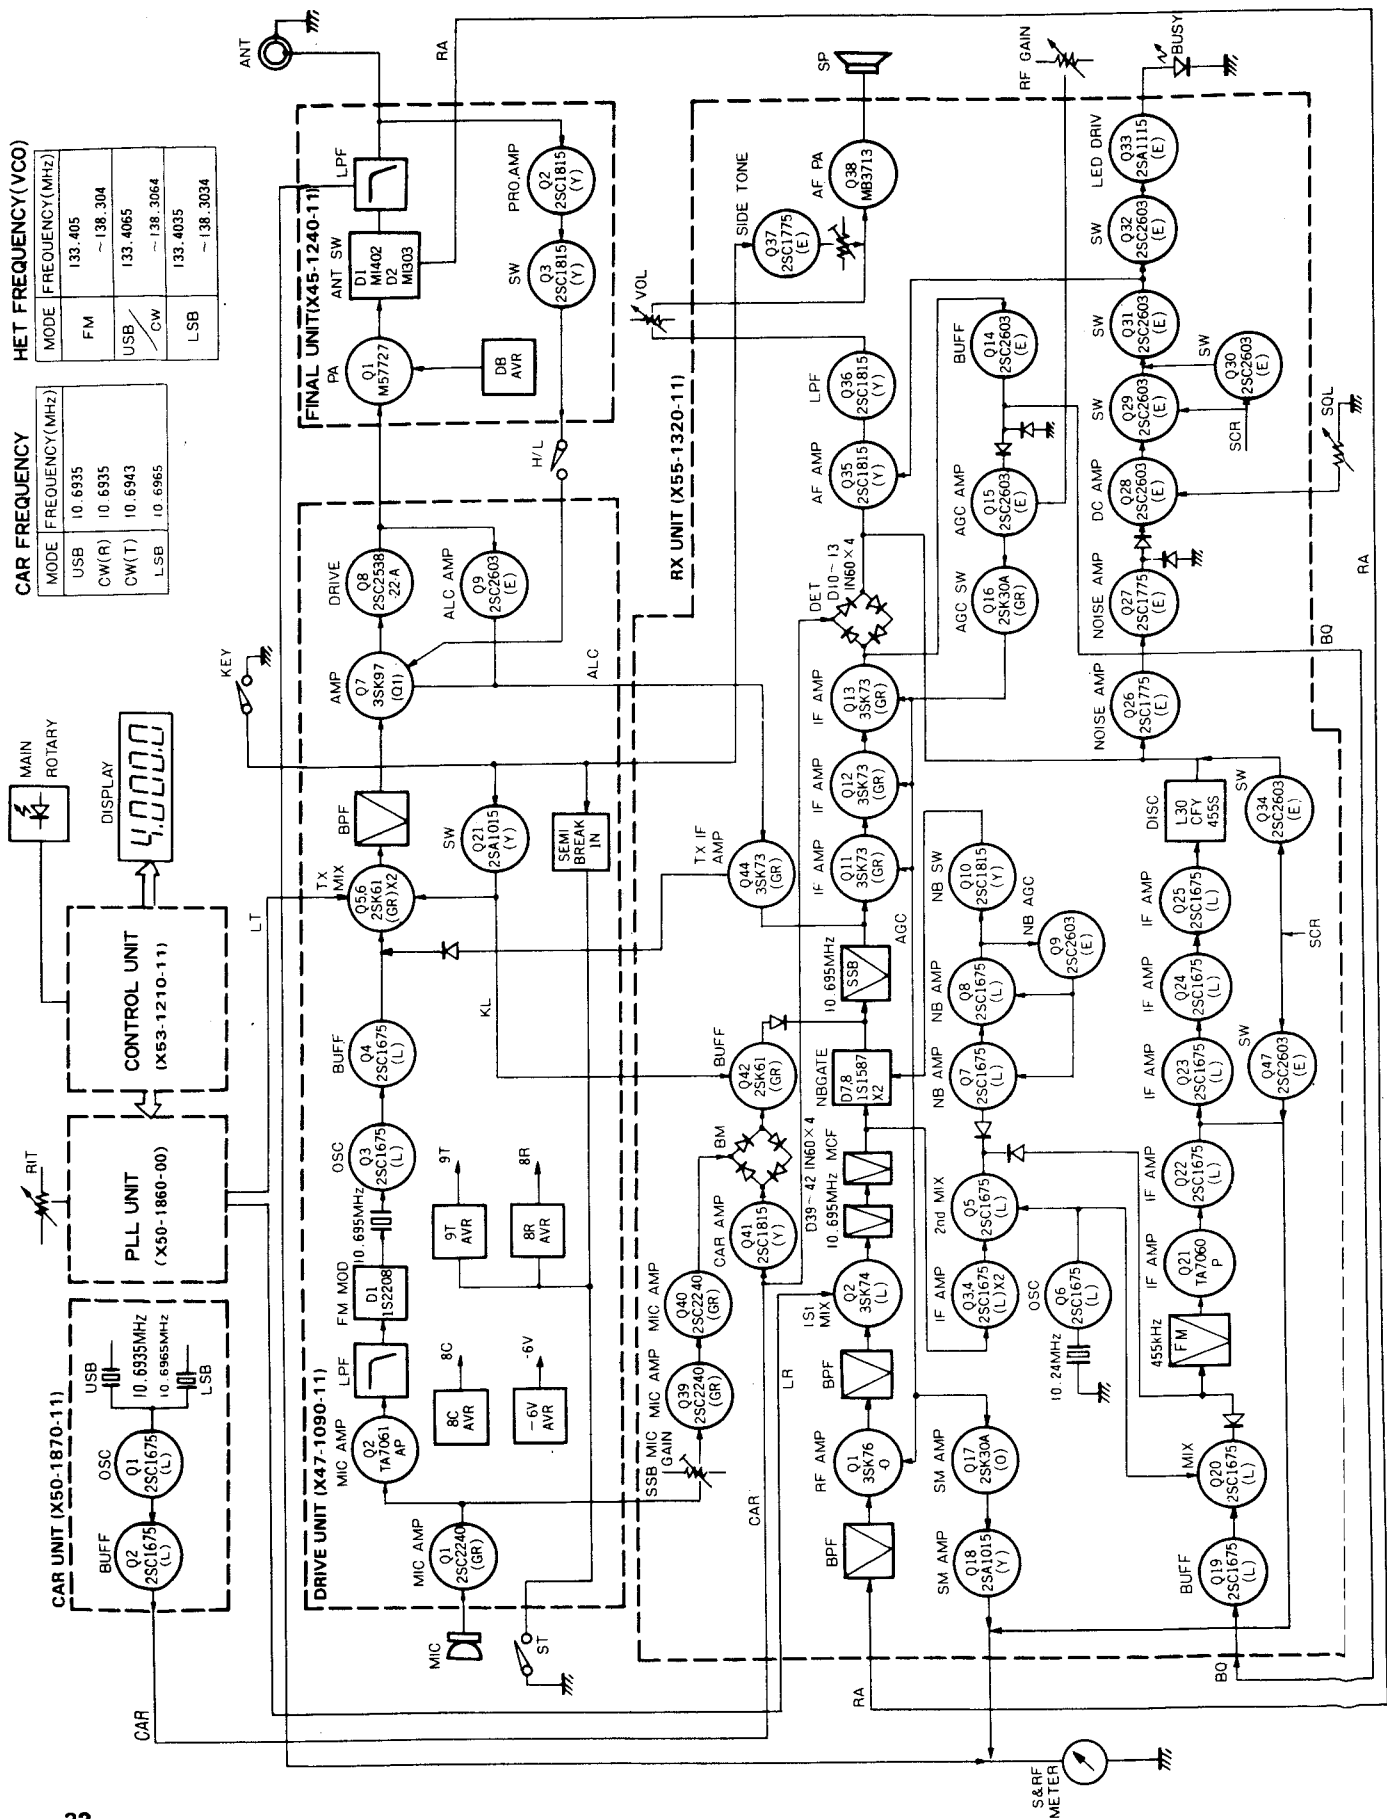 CAR FREQUENCY
MODE FREQUENCY(MHz)
USB 10.6935
CW(R) 10.6935
CW(T) 10.6943
LSB 10.6965
HET FREQUENCY(VCO)
MODE FREQUENCY(MHz)
FM 133.405
~138.304
USB/CW 133.4065
~138.3064
LSB 133.4035
~138.3034
CAR UNIT (X50-1870-11)
BUFF
Q2
2SC1675
(L)
OSC
Q1
2SC1675
(L)
USB
10.6935MHz
10.6965MHz
LSB
CAR
RIT
PLL UNIT
(X50-1860-00)
CONTROL UNIT
(X53-1210-11)
MAIN
ROTARY
DISPLAY
4.000.0
LT
KEY
ANT
RA
DRIVE UNIT (X47-1090-11)
MIC
MIC AMP
Q1
2SC2240
(GR)
MIC AMP
Q2
TA7061
AP
LPF
FM MOD
D1
1S2208
10.695MHz
OSC
Q3
2SC1675
(L)
BUFF
Q4
2SC1675
(L)
TX
MIX
Q5,6
2SK61
(GR)X2
BPF
AMP
Q7
3SK97
(Q1)
DRIVE
Q8
2SC2538
-22-A
ALC AMP
Q9
2SC2603
(E)
ALC
SW
Q21
2SA1015
(Y)
SEMI
BREAK
IN
KL
8C
AVR
8C
-6V
AVR
-6V
9T
AVR
9T
8R
AVR
8R
ST
FINAL UNIT(X45-1240-11)
PA
Q1
M57727
DB
AVR
ANT SW
D1
MI402
D2
MI303
LPF
PRO.AMP
Q2
2SC1815
(Y)
SW
Q3
2SC1815
(Y)
H/L
RX UNIT (X55-1320-11)
SSB MIC
GAIN
MIC AMP
Q39
2SC2240
(GR)
MIC AMP
Q40
2SC2240
(GR)
CAR
CAR AMP
Q41
2SC1815
(Y)
BM
D39~42 IN60×4
BUFF
Q42
2SK61
(GR)
TX IF
AMP
Q44
3SK73
(GR)
LR
RA
BPF
RF AMP
Q1
3SK76
-O
BPF
1St
MIX
Q2
3SK74
(L)
10.695MHz MCF
NBGATE
D7,8
1S1587
X2
10.695MHz
SSB
AGC
IF AMP
Q11
3SK73
(GR)
IF AMP
Q12
3SK73
(GR)
IF AMP
Q13
3SK73
(GR)
DET
D10~13
IN60×4
AF AMP
Q35
2SC1815
(Y)
LPF
Q36
2SC1815
(Y)
VOL
SIDE TONE
Q37
2SC1775
(E)
AF PA
Q38
MB3713
SP
SM AMP
Q18
2SA1015
(Y)
SM AMP
Q17
2SK30A
(O)
IF AMP
Q3,4
2SC1675
(L)X2
2nd MIX
Q5
2SC1675
(L)
OSC
Q6
2SC1675
(L)
10.24MHz
NB AMP
Q7
2SC1675
(L)
NB AMP
Q8
2SC1675
(L)
NB SW
Q10
2SC1815
(Y)
NB AGC
Q9
2SC2603
(E)
AGC SW
Q16
2SK30A
(GR)
AGC AMP
Q15
2SC2603
(E)
BUFF
Q14
2SC2603
(E)
RF GAIN
BQ
BUFF
Q19
2SC1675
(L)
MIX
Q20
2SC1675
(L)
455kHz
FM
IF AMP
Q21
TA7060
P
IF AMP
Q22
2SC1675
(L)
IF AMP
Q23
2SC1675
(L)
IF AMP
Q24
2SC1675
(L)
IF AMP
Q25
2SC1675
(L)
DISC
L30
CFY
455S
SW
Q47
2SC2603
(E)
SCR
SW
Q34
2SC2603
(E)
NOISE AMP
Q26
2SC1775
(E)
NOISE AMP
Q27
2SC1775
(E)
DC AMP
Q28
2SC2603
(E)
SW
Q29
2SC2603
(E)
SCR
SW
Q30
2SC2603
(E)
SW
Q31
2SC2603
(E)
SW
Q32
2SC2603
(E)
LED DRIV
Q33
2SA1115
(E)
BUSY
SQL
BQ
RA
S&RF
METER